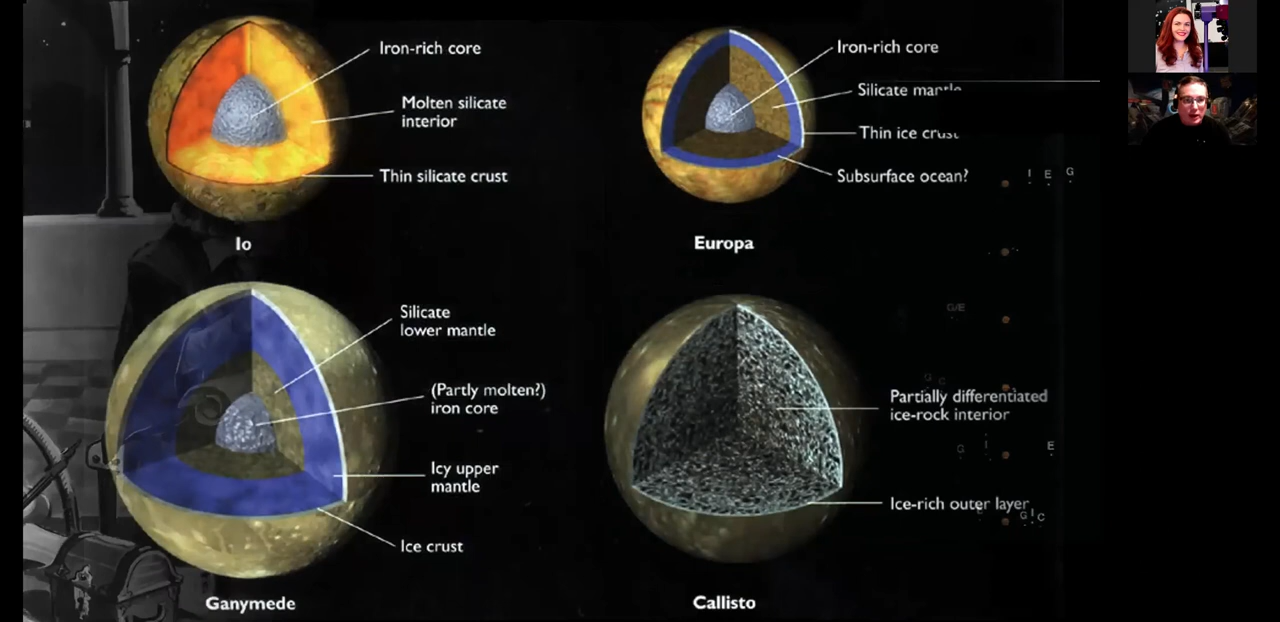 Iron-rich core
Molten silicate
interior
Thin silicate crust
Io
Iron-rich core
Silicate mantle
Thin ice crust
Subsurface ocean?
Europa
I E G
Silicate
lower mantle
(Partly molten?)
iron core
Icy upper
mantle
Ice crust
Ganymede
G/E
G C
Partially differentiated
ice-rock interior
G I E
Ice-rich outer layer
G I C
Callisto